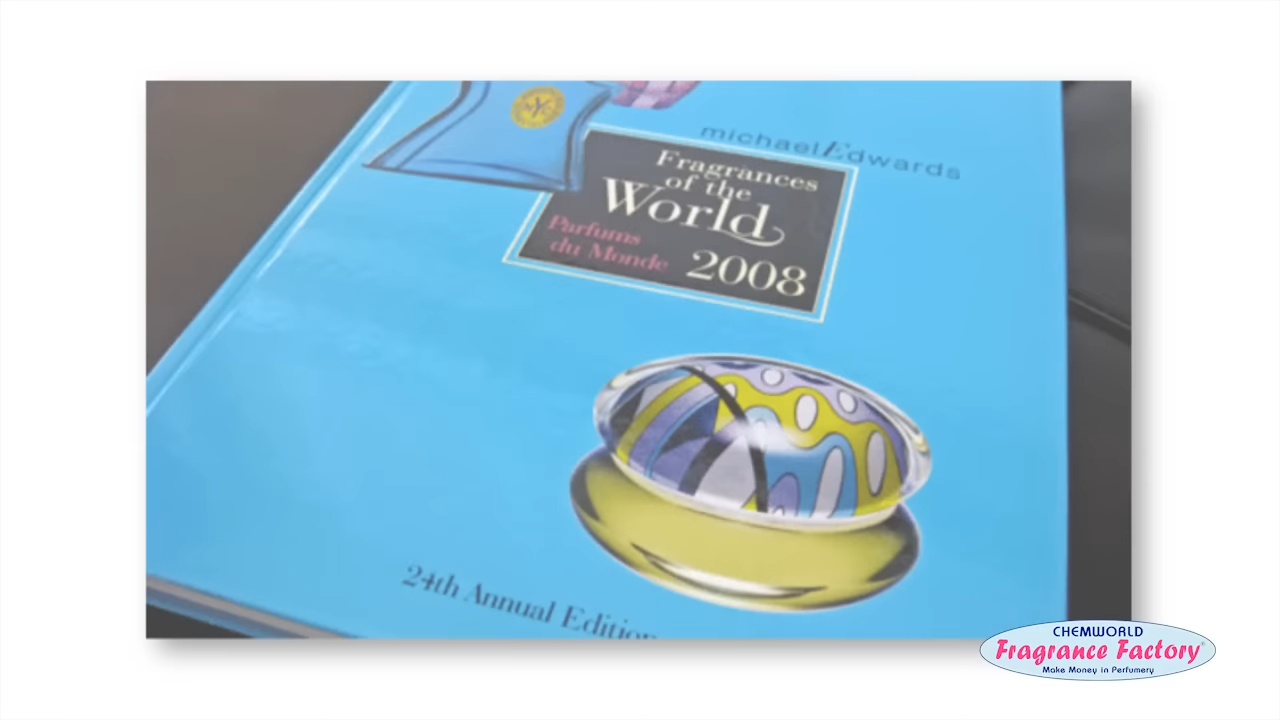 NY
michaelEdwards
Fragrances
of the
World
Parfums
du Monde
2008
24th Annual Edition
CHEMWORLD
Fragrance Factory®
Make Money in Perfumery